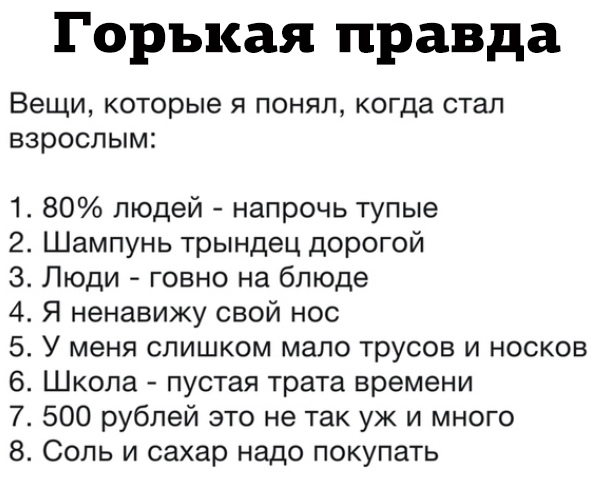 Горькая правда
Вещи, которые я понял, когда стал
взрослым:
1. 80% людей - напрочь тупые
2. Шампунь трындец дорогой
3. Люди - говно на блюде
4. Я ненавижу свой нос
5. У меня слишком мало трусов и носков
6. Школа - пустая трата времени
7. 500 рублей это не так уж и много
8. Соль и сахар надо покупать